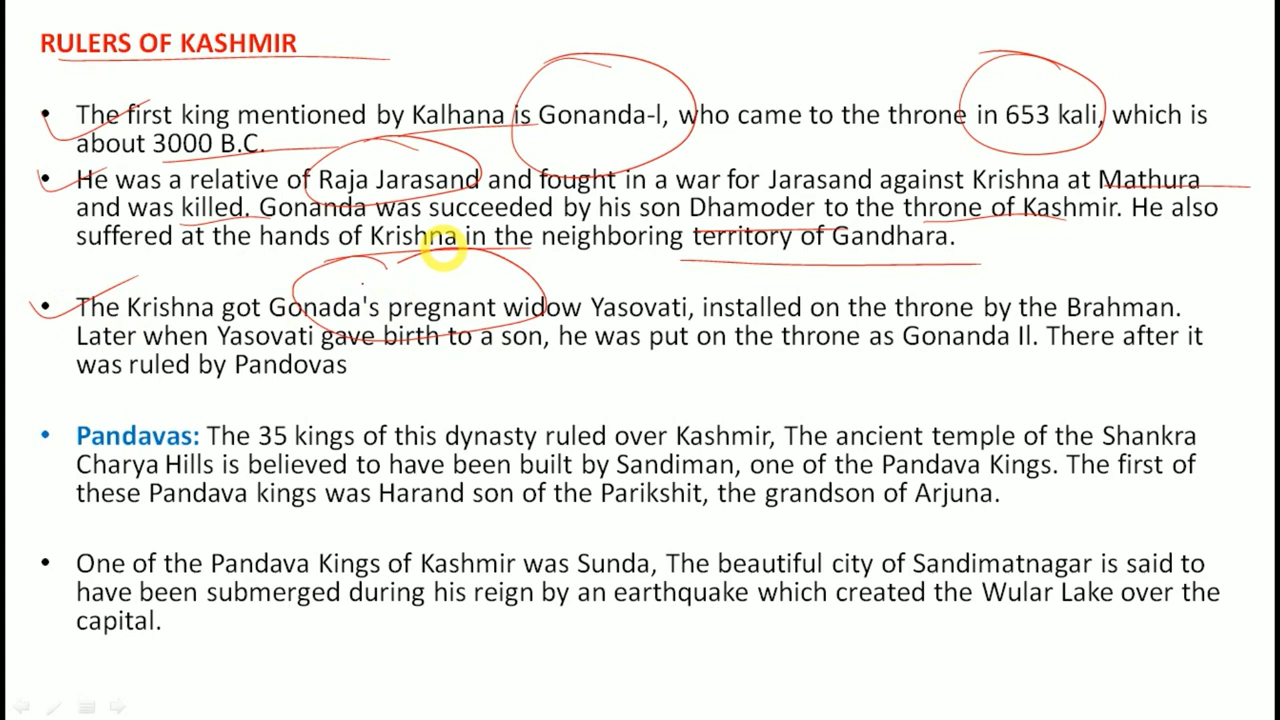 RULERS OF KASHMIR
• The first king mentioned by Kalhana is Gonanda-l, who came to the throne in 653 kali, which is
about 3000 B.C.
• He was a relative of Raja Jarasand and fought in a war for Jarasand against Krishna at Mathura
and was killed. Gonanda was succeeded by his son Dhamoder to the throne of Kashmir. He also
suffered at the hands of Krishna in the neighboring territory of Gandhara.
• The Krishna got Gonada's pregnant widow Yasovati, installed on the throne by the Brahman.
Later when Yasovati gave birth to a son, he was put on the throne as Gonanda Il. There after it
was ruled by Pandovas
• Pandavas: The 35 kings of this dynasty ruled over Kashmir, The ancient temple of the Shankra
Charya Hills is believed to have been built by Sandiman, one of the Pandava Kings. The first of
these Pandava kings was Harand son of the Parikshit, the grandson of Arjuna.
• One of the Pandava Kings of Kashmir was Sunda, The beautiful city of Sandimatnagar is said to
have been submerged during his reign by an earthquake which created the Wular Lake over the
capital.